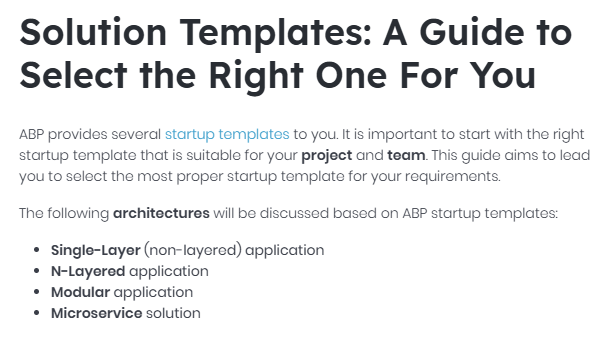 Solution Templates: A Guide to
Select the Right One For You
ABP provides several startup templates to you. It is important to start with the right
startup template that is suitable for your project and team. This guide aims to lead
you to select the most proper startup template for your requirements.
The following architectures will be discussed based on ABP startup templates:
• Single-Layer (non-layered) application
• N-Layered application
• Modular application
• Microservice solution